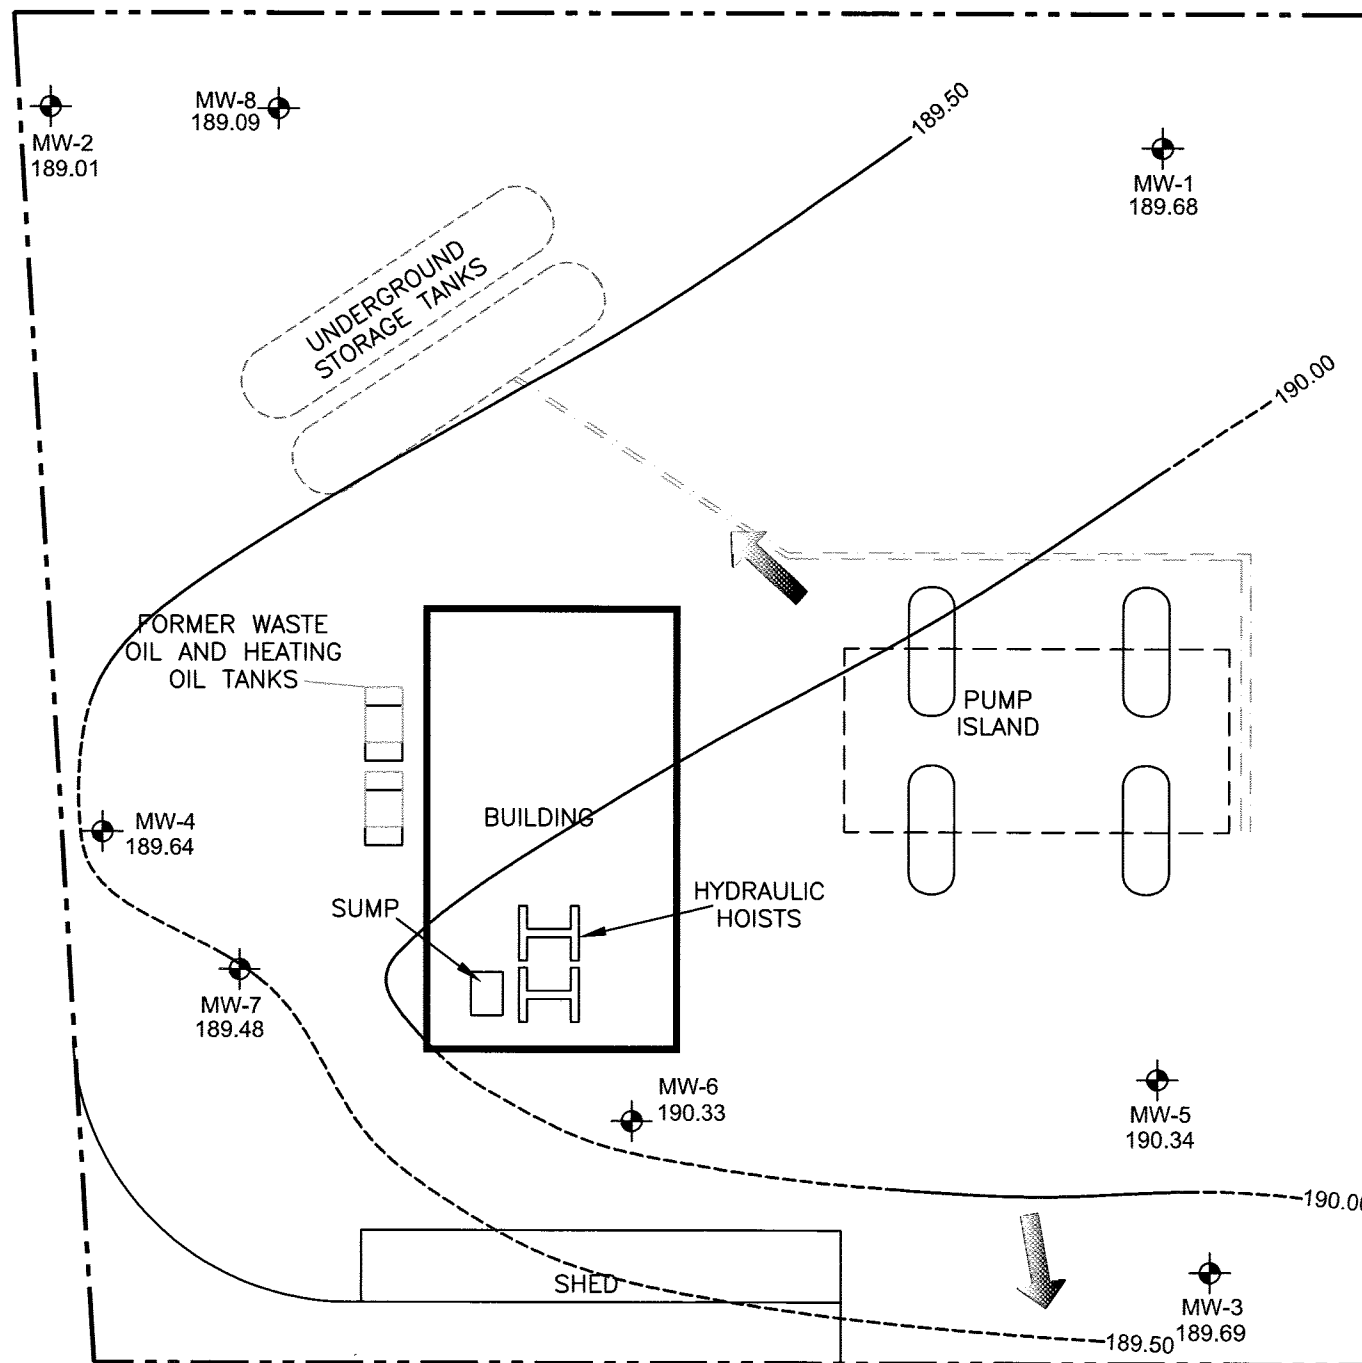 189.50
MW-8
189.09
MW-2
189.01
MW-1
189.68
UNDERGROUND
STORAGE TANKS
190.00
FORMER WASTE
OIL AND HEATING
OIL TANKS
PUMP
ISLAND
BUILDING
MW-4
189.64
SUMP
HYDRAULIC
HOISTS
MW-7
189.48
MW-6
190.33
MW-5
190.34
190.00
SHED
MW-3
189.69
189.50